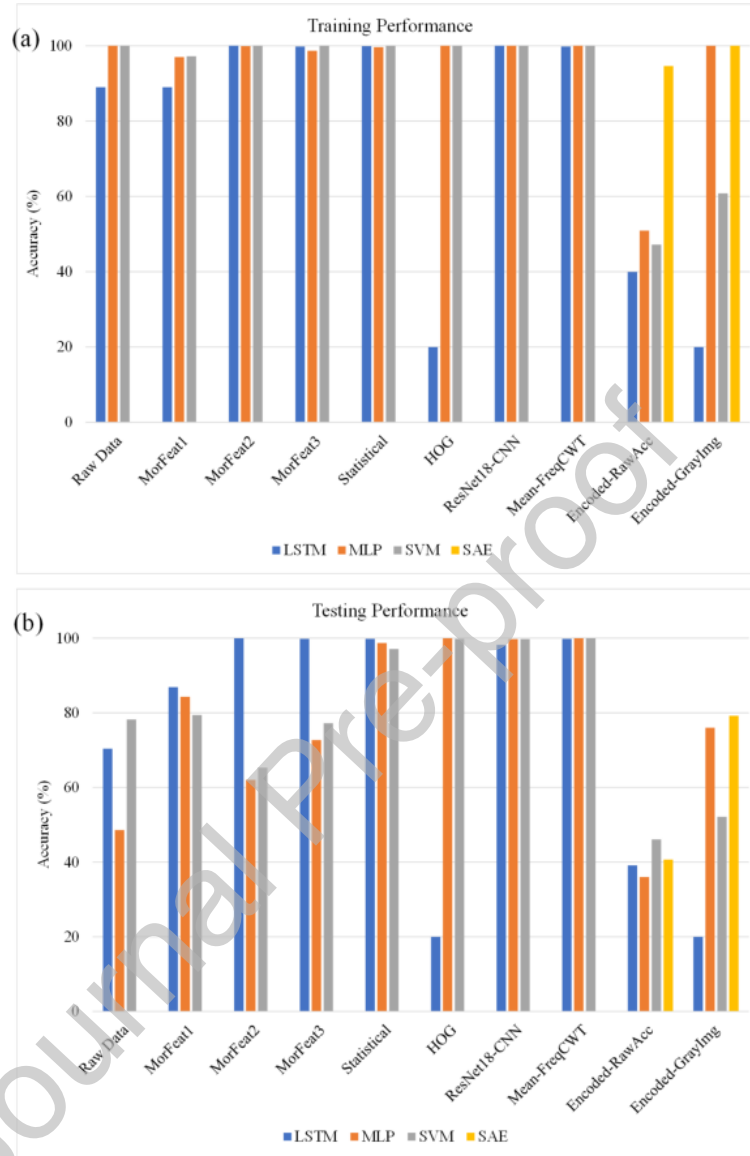 (a)
Training Performance
100
80
60
40
20
0
Accuracy (%)
Raw Data
MorFeat1
MorFeat2
MorFeat3
Statistical
HOG
ResNet18-CNN
Mean-FreqCWT
Encoded-RawAcc
Encoded-GrayImg
LSTM MLP SVM SAE
(b)
Testing Performance
100
80
60
40
20
0
Accuracy (%)
Raw Data
MorFeat1
MorFeat2
MorFeat3
Statistical
HOG
ResNet18-CNN
Mean-FreqCWT
Encoded-RawAcc
Encoded-GrayImg
LSTM MLP SVM SAE
Journal Pre-proof